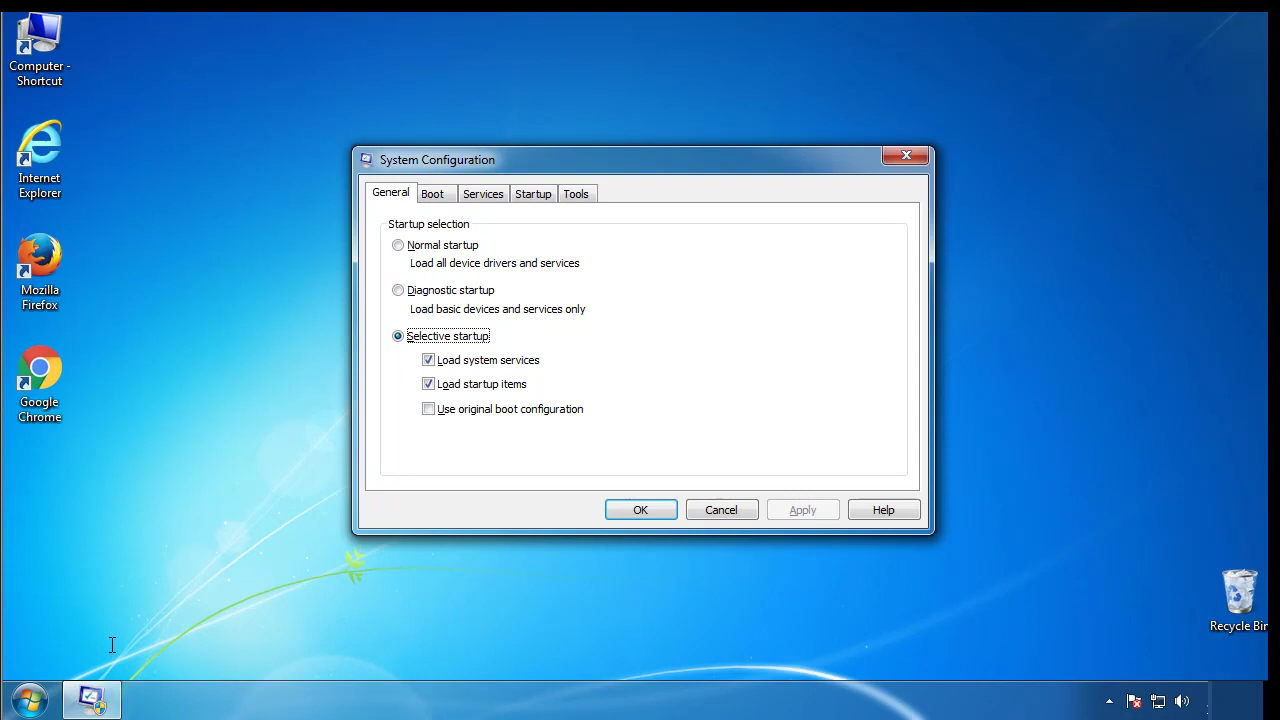 Computer -
Shortcut
Internet
Explorer
Mozilla
Firefox
Google
Chrome
System Configuration
General
Boot
Services
Startup
Tools
Startup selection
Normal startup
Load all device drivers and services
Diagnostic startup
Load basic devices and services only
Selective startup
Load system services
Load startup items
Use original boot configuration
OK
Cancel
Apply
Help
Recycle Bin